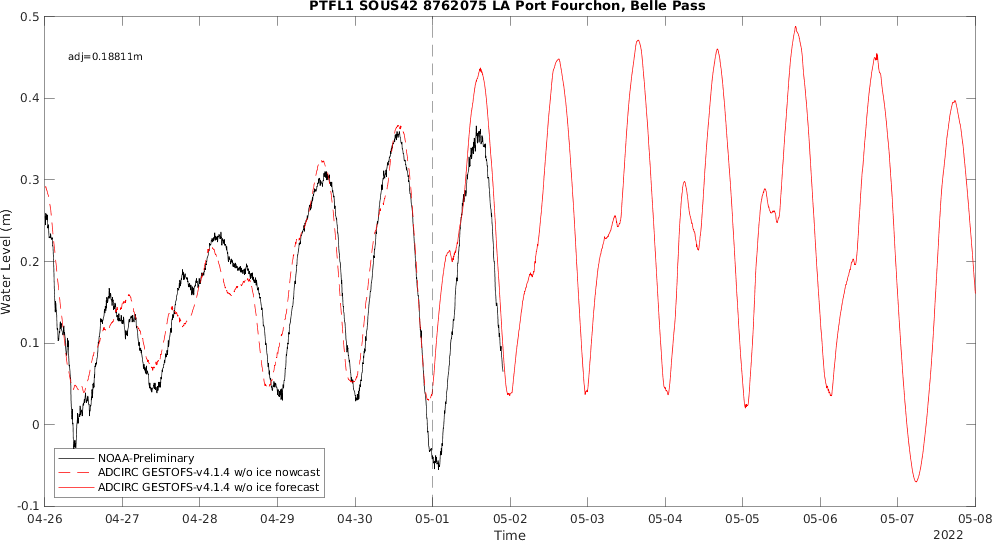 PTFL1 SOUS42 8762075 LA Port Fourchon, Belle Pass
adj=0.18811m
Water Level (m)
0.5
0.4
0.3
0.2
0.1
0
-0.1
NOAA-Preliminary
ADCIRC GESTOFS-v4.1.4 w/o ice nowcast
ADCIRC GESTOFS-v4.1.4 w/o ice forecast
04-26 04-27 04-28 04-29 04-30 05-01 05-02 05-03 05-04 05-05 05-06 05-07 05-08
Time
2022